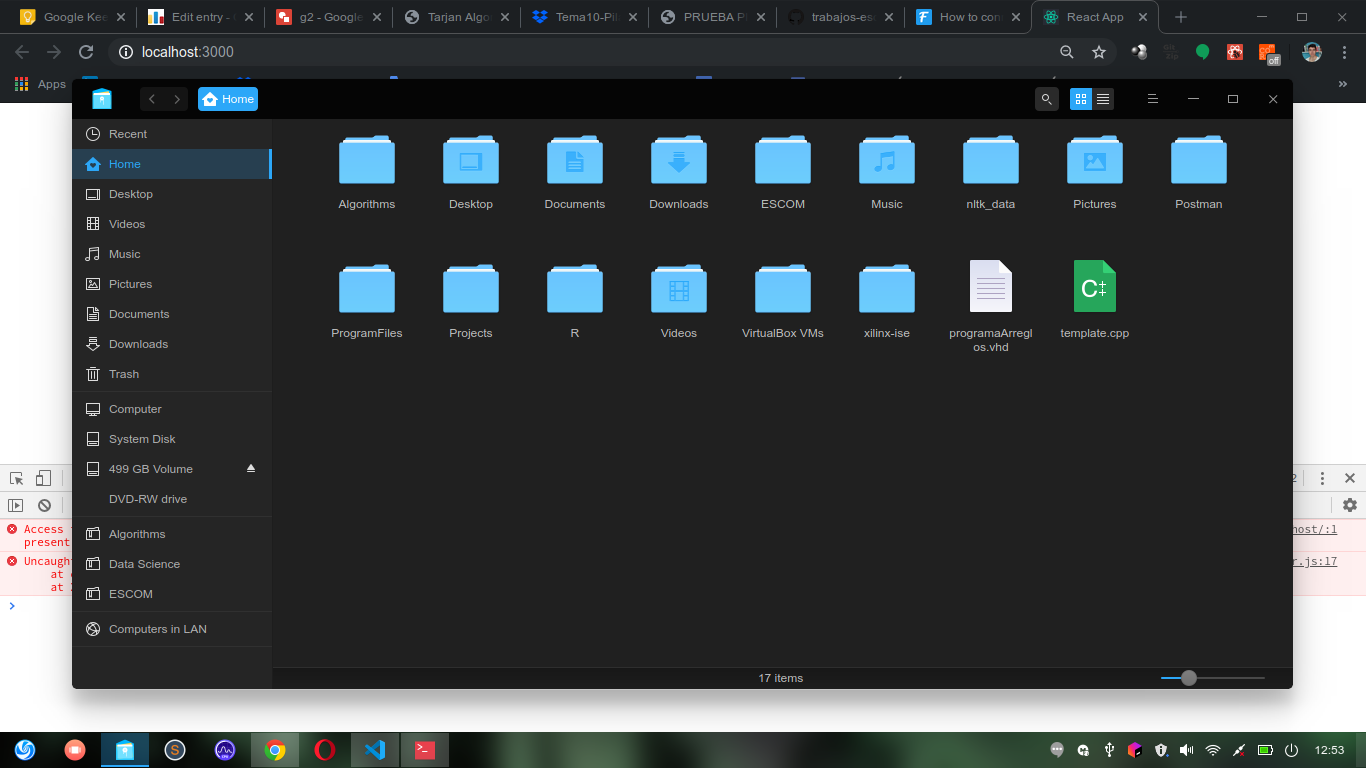 Google Kee
Edit entry -
g2 - Google
Tarjan Algo
Tema10-Pil
PRUEBA P
trabajos-es
How to con
React App
localhost:3000
off
Apps
»
Home
Recent
Home
Desktop
Videos
Music
Pictures
Documents
Downloads
Trash
Computer
System Disk
499 GB Volume
DVD-RW drive
Algorithms
Data Science
ESCOM
Computers in LAN
Algorithms
Desktop
Documents
Downloads
ESCOM
Music
nltk_data
Pictures
Postman
ProgramFiles
Projects
R
Videos
VirtualBox VMs
xilinx-ise
programaArregl
os.vhd
template.cpp
17 items
2
Access
present
host/:1
Uncaugh
r.js:17
at
at
12:53